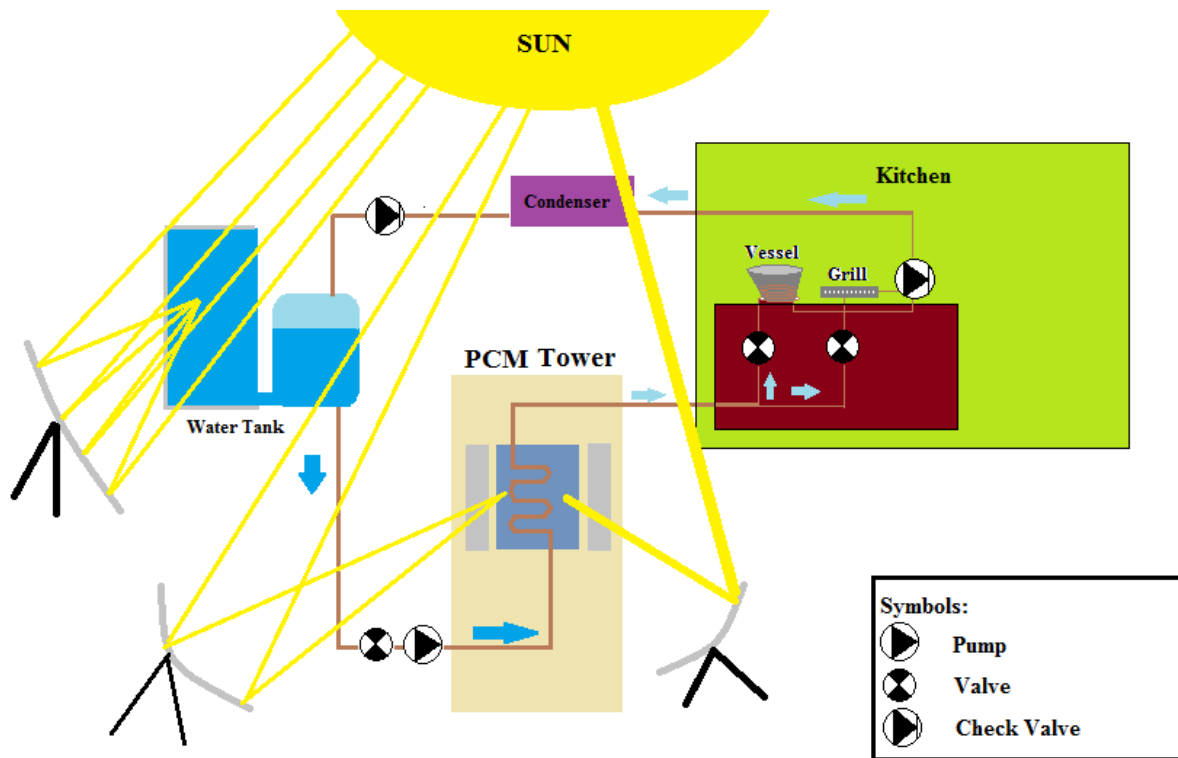 SUN
Condenser
Kitchen
Vessel
Grill
PCM Tower
Water Tank
Symbols:
Pump
Valve
Check Valve